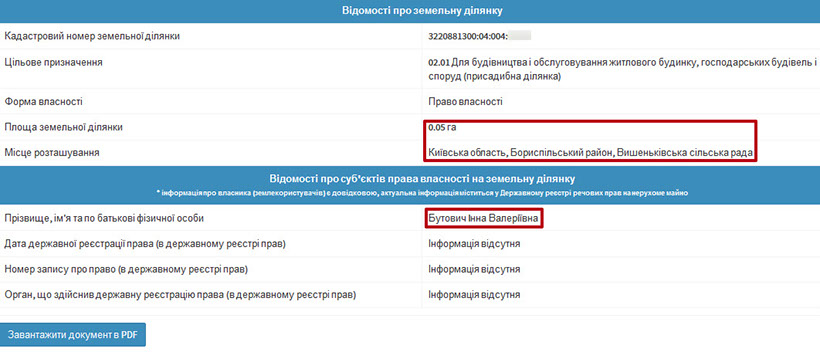 Відомості про земельну ділянку
Кадастровий номер земельної ділянки 3220881300:04:004:
Цільове призначення 02.01 Для будівництва і обслуговування житлового будинку, господарських будівель і
споруд (присадибна ділянка)
Форма власності Право власності
Площа земельної ділянки 0.05 га
Місце розташування Київська область, Бориспільський район, Вишеньківська сільська рада
Відомості про суб'єктів права власності на земельну ділянку
* інформація про власника (землекористувачів) є довідковою, актуальна інформація міститься у Державному реєстрі речових прав на нерухоме майно
Прізвище, ім'я та по батькові фізичної особи Бутович Інна Валеріївна
Дата державної реєстрації права (в державному реєстрі прав) Інформація відсутня
Номер запису про право (в державному реєстрі прав) Інформація відсутня
Орган, що здійснив державну реєстрацію права (в державному реєстрі прав) Інформація відсутня
Завантажити документ в PDF